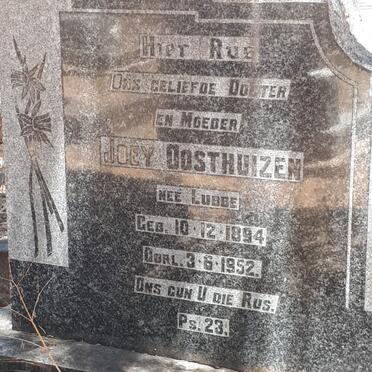 Hier Rus
Ons geliefde Dogter
en Moeder
Joey Oosthuizen
nee Lubbe
Geb. 10-12-1894
Oorl. 3-6-1952.
Ons gun U die Rus.
Ps. 23.